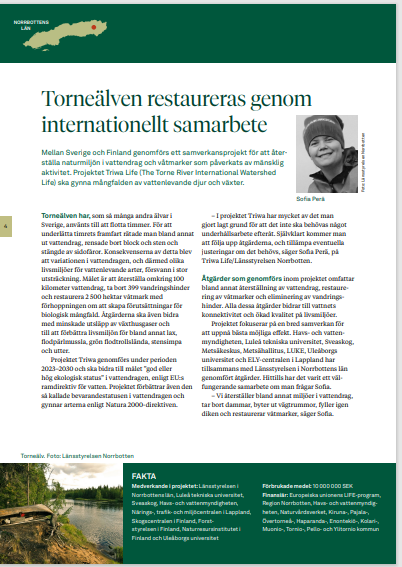 NORRBOTTENS
LÄN
Torneälven restaureras genom
internationellt samarbete
Mellan Sverige och Finland genomförs ett samverkansprojekt för att åter-
ställa naturmiljön i vattendrag och våtmarker som påverkats av mänsklig
aktivitet. Projektet Triwa Life (The Torne River International Watershed
Life) ska gynna mångfalden av vattenlevande djur och växter.
Foto: Länsstyrelsen Norrbotten
Sofia Perä
4
Torneälven har, som så många andra älvar i
Sverige, använts till att flotta timmer. För att
underlätta timrets framfart rätade man bland annat
ut vattendrag, rensade bort block och sten och
stängde av sidofåror. Konsekvenserna av detta blev
att variationen i vattendragen, och därmed olika
livsmiljöer för vattenlevande arter, försvann i stor
utsträckning. Målet är att återställa omkring 100
kilometer vattendrag, ta bort 399 vandringshinder
och restaurera 2 500 hektar våtmark med
förhoppningen om att skapa förutsättningar för
biologisk mångfald. Åtgärderna ska även bidra
med minskade utsläpp av växthusgaser och
till att förbättra livsmiljön för bland annat lax,
flodpärlmussla, grön flodtrollslända, stensimpa
och utter.
Projektet Triwa genomförs under perioden
2023–2030 och ska bidra till målet ”god eller
hög ekologisk status” i vattendragen, enligt EU:s
ramdirektiv för vatten. Projektet förbättrar även den
så kallade bevarandestatusen i vattendragen och
gynnar arterna enligt Natura 2000-direktiven.
– I projektet Triwa har mycket av det man
gjort lagt grund för att det inte ska behövas något
underhållsarbete efteråt. Självklart kommer man
att följa upp åtgärderna, och tillämpa eventuella
justeringar om det behövs, säger Sofia Perä, på
Triwa Life/Länsstyrelsen Norrbotten.
Åtgärder som genomförs inom projektet omfattar
bland annat återställning av vattendrag, restaure-
ring av våtmarker och eliminering av vandrings-
hinder. Alla dessa åtgärder bidrar till vattnets
konnektivitet och ökad kvalitet på livsmiljöer.
Projektet fokuserar på en bred samverkan för
att uppnå bästa möjliga effekt. Havs- och vatten-
myndigheten, Luleå tekniska universitet, Sveaskog,
Metsäkeskus, Metsähallitus, LUKE, Uleåborgs
universitet och ELY-centralen i Lappland har
tillsammans med Länsstyrelsen i Norrbottens län
genomfört åtgärder. Hittills har det varit ett väl-
fungerande samarbete om man frågar Sofia.
– Vi återställer bland annat miljöer i vattendrag,
tar bort dammar, byter ut vägtrummor, fyller igen
diken och restaurerar våtmarker, säger Sofia.
Torneälv. Foto: Länsstyrelsen Norrbotten
FAKTA
Medverkande i projektet: Länsstyrelsen i
Norrbottens län, Luleå tekniska universitet,
Sveaskog, Havs- och vattenmyndigheten,
Närings-, trafik- och miljöcentralen i Lappland,
Skogscentralen i Finland, Forst-
styrelsen i Finland, Naturresursinstitutet i
Finland och Uleåborgs universitet
Förbrukade medel: 10 000 000 SEK
Finansiär: Europeiska unionens LIFE-program,
Region Norbotten, Havs- och vattenmyndig-
heten, Naturvårdsverket, Kiruna-, Pajala-,
Övertorneå-, Haparanda-, Enontekiö-, Kolari-,
Muonio-, Tornio-, Pello- och Ylitornio kommun